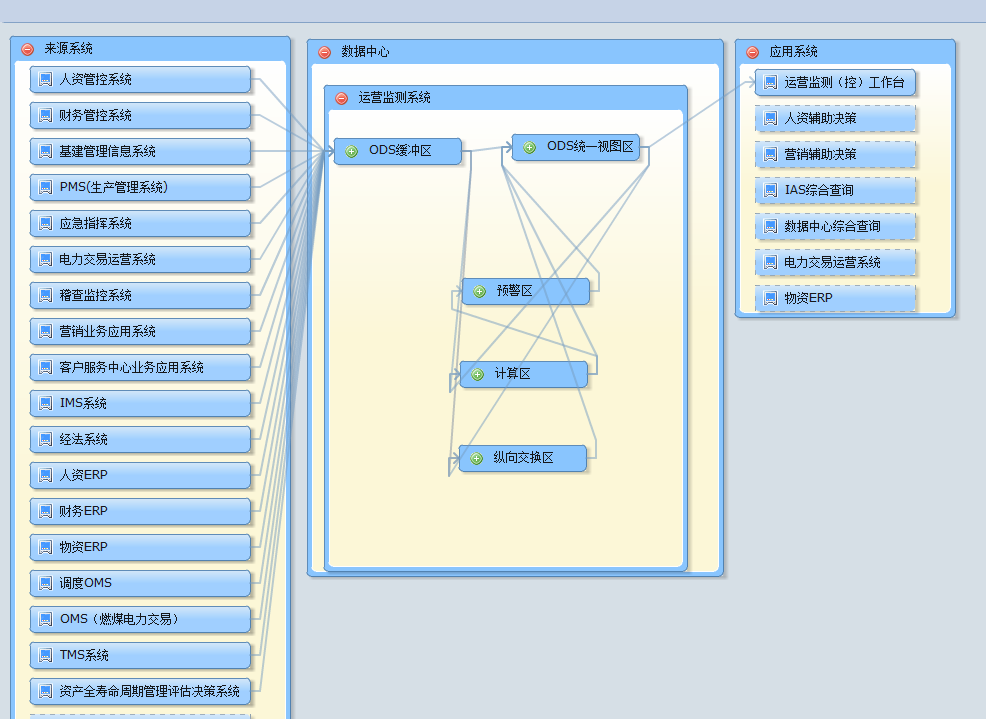 来源系统
人资管控系统
财务管控系统
基建管理信息系统
PMS(生产管理系统)
应急指挥系统
电力交易运营系统
稽查监控系统
营销业务应用系统
客户服务中心业务应用系统
IMS系统
经法系统
人资ERP
财务ERP
物资ERP
调度OMS
OMS（燃煤电力交易）
TMS系统
资产全寿命周期管理评估决策系统
数据中心
运营监测系统
ODS缓冲区
ODS统一视图区
预警区
计算区
纵向交换区
应用系统
运营监测（控）工作台
人资辅助决策
营销辅助决策
IAS综合查询
数据中心综合查询
电力交易运营系统
物资ERP